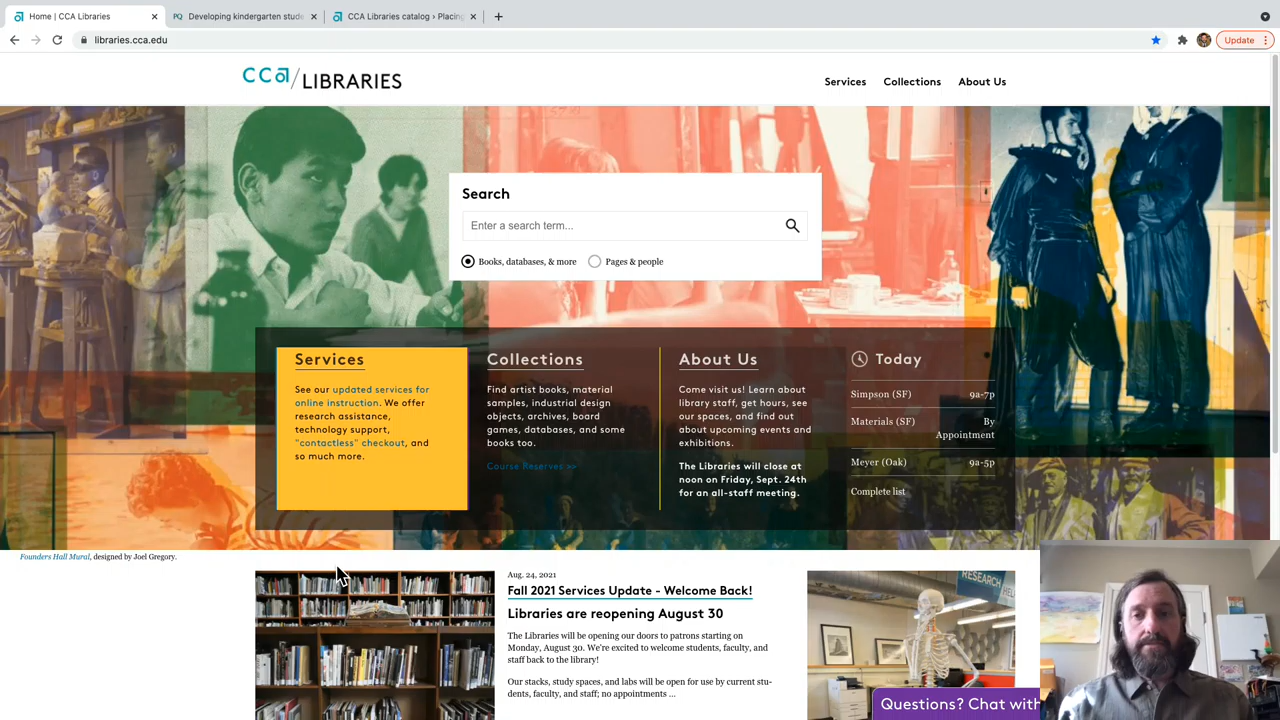 Home | CCA Libraries
Developing kindergarten stude
CCA Libraries catalog › Placing
libraries.cca.edu
Update
cca/LIBRARIES
Services
Collections
About Us
Search
Enter a search term...
Books, databases, & more
Pages & people
Services
See our updated services for
online instruction. We offer
research assistance,
technology support,
"contactless" checkout, and
so much more.
Collections
Find artist books, material
samples, industrial design
objects, archives, board
games, databases, and some
books too.
Course Reserves >>
About Us
Come visit us! Learn about
library staff, get hours, see
our spaces, and find out
about upcoming events and
exhibitions.
The Libraries will close at
noon on Friday, Sept. 24th
for an all-staff meeting.
Today
Simpson (SF) 9a-7p
Materials (SF) By
Appointment
Meyer (Oak) 9a-5p
Complete list
Founders Hall Mural, designed by Joel Gregory.
Aug. 24, 2021
Fall 2021 Services Update - Welcome Back!
Libraries are reopening August 30
The Libraries will be opening our doors to patrons starting on
Monday, August 30. We're excited to welcome students, faculty, and
staff back to the library!
Our stacks, study spaces, and labs will be open for use by current stu-
dents, faculty, and staff; no appointments ...
RESEARCH
HEL
Questions? Chat with